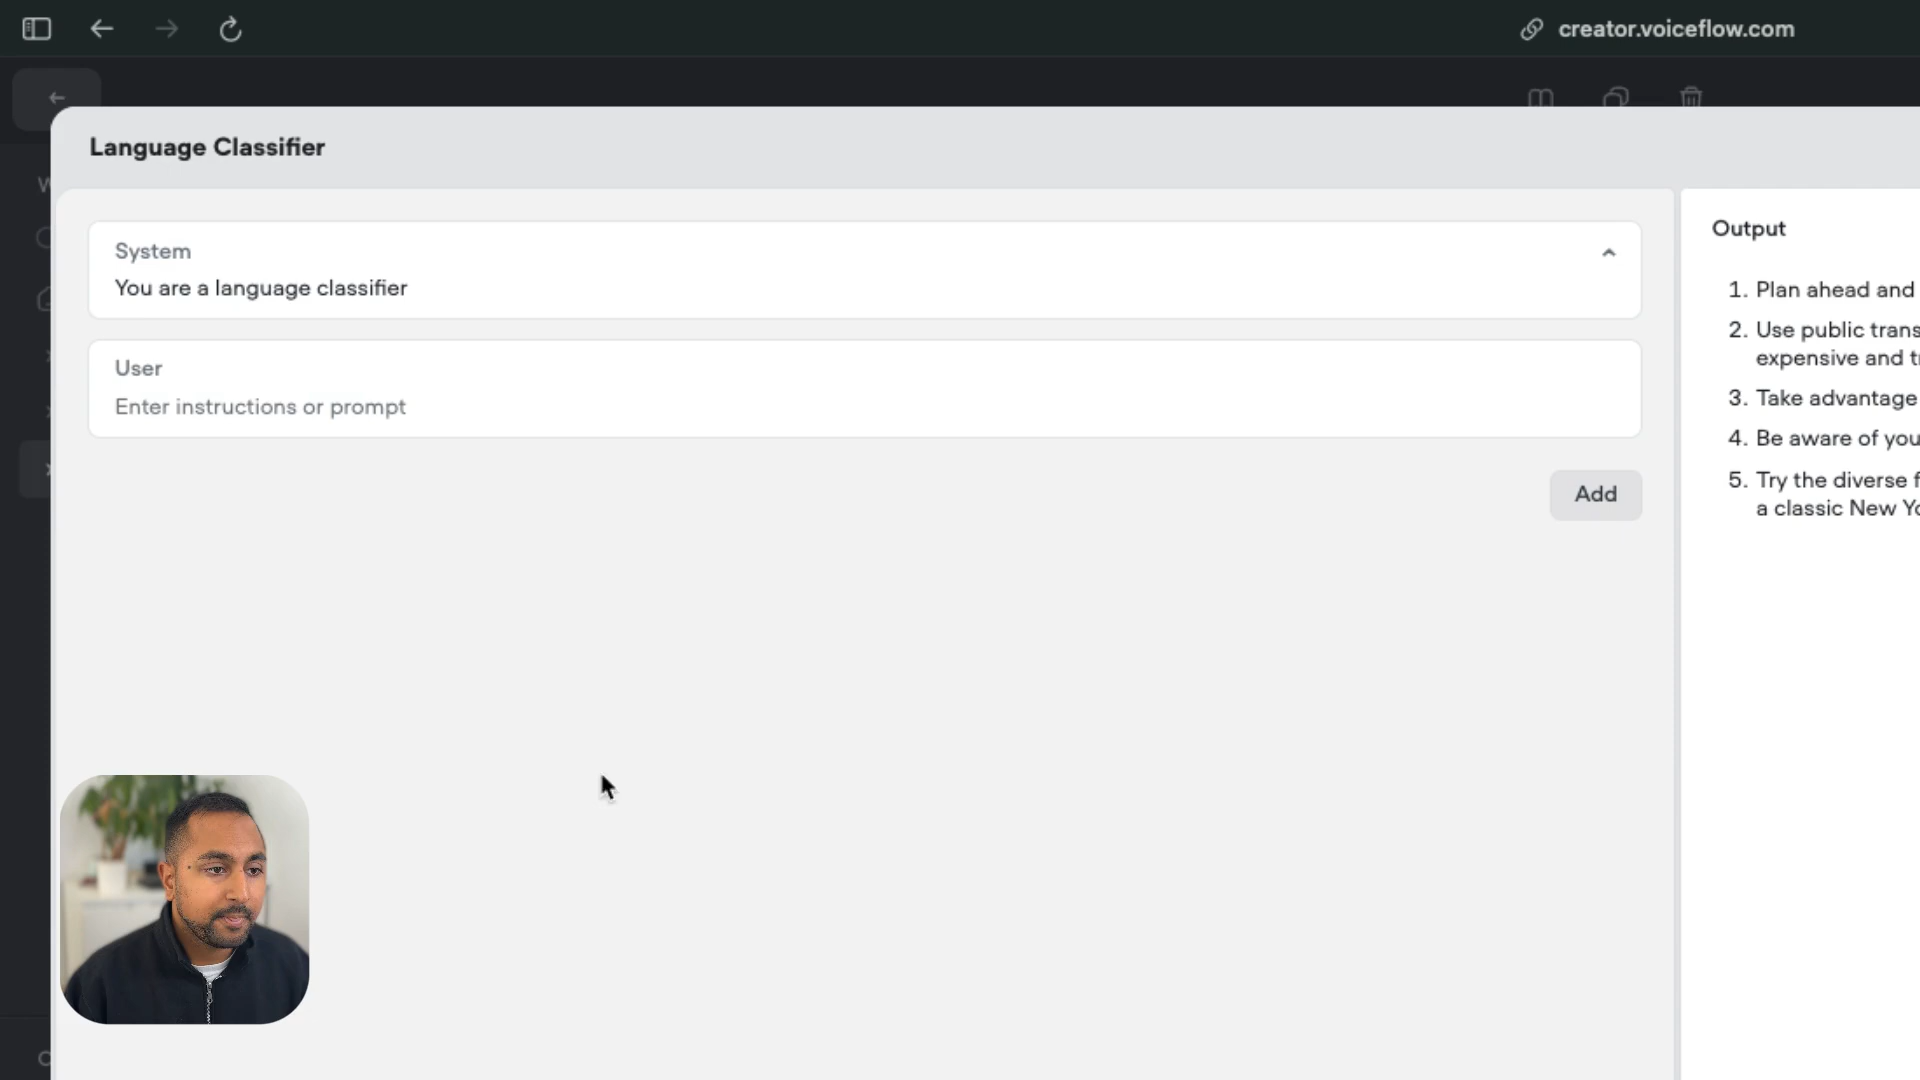 creator.voiceflow.com
Language Classifier
System
You are a language classifier
User
Enter instructions or prompt
Add
Output
1. Plan ahead and
2. Use public trans
expensive and t
3. Take advantage
4. Be aware of you
5. Try the diverse f
a classic New Yo